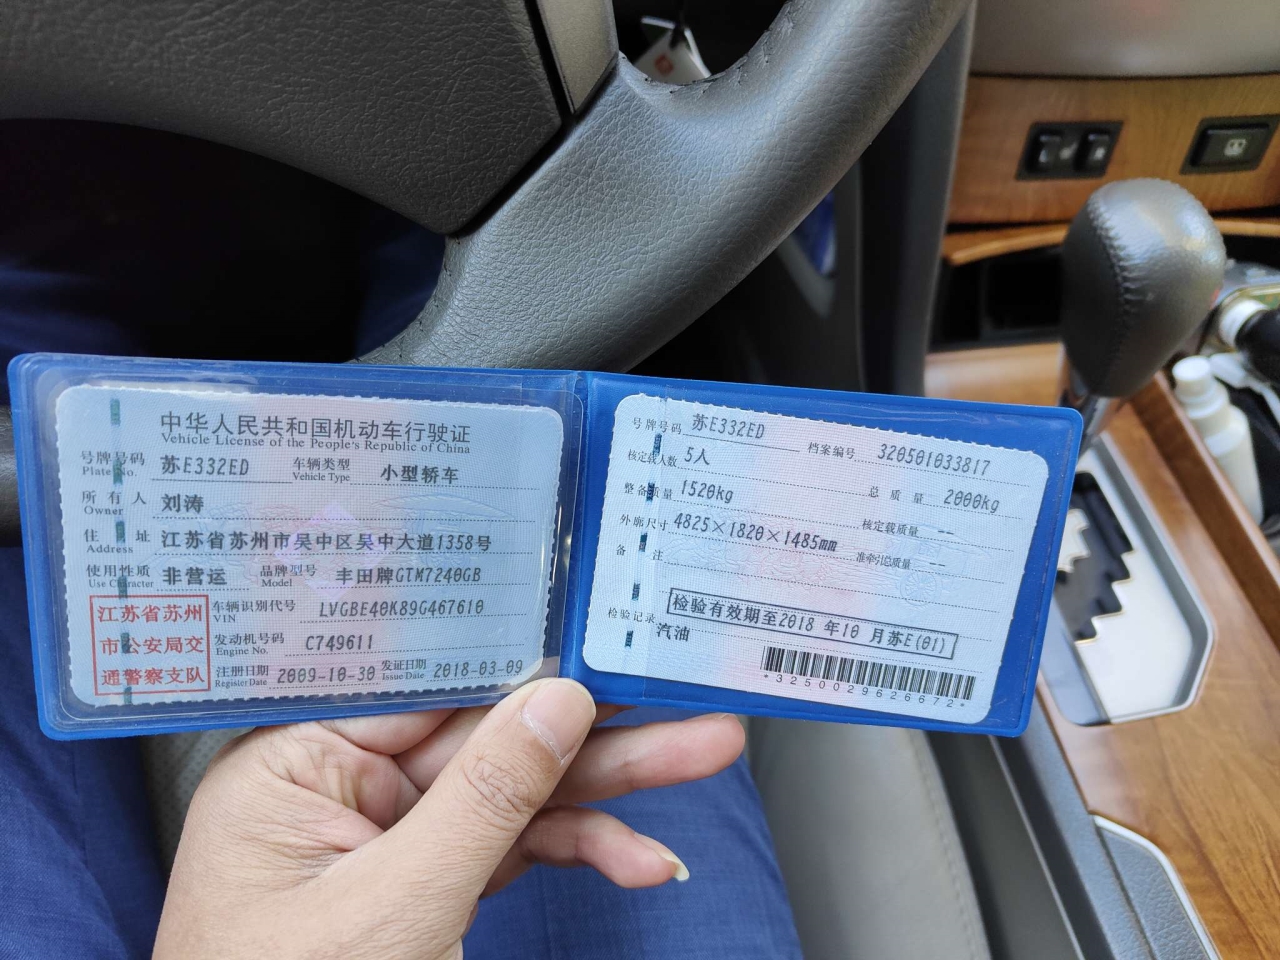 中华人民共和国机动车行驶证
Vehicle License of the People's Republic of China
号牌号码 苏E332ED 车辆类型 小型轿车
Plate No. Vehicle Type
所有人 刘涛
Owner
住址 江苏省苏州市吴中区吴中大道1358号
Address
使用性质 非营运 品牌型号 丰田牌GTM7240GB
Use Character Model
江苏省苏州
市公安局交
通警察支队
车辆识别代号 LVGBE40K89G467610
VIN
发动机号码 C749611
Engine No.
注册日期 2009-10-30 发证日期 2018-03-09
Register Date Issue Date
号牌号码 苏E332ED 档案编号 320501033817
核定载人数 5人 总质量 2000kg
整备质量 1520kg 核定载质量 --
外廓尺寸 4825×1820×1485mm 准牵引总质量 --
备注
检验有效期至2018 年10 月苏E(01)
检验记录
汽油
*3250029626672*